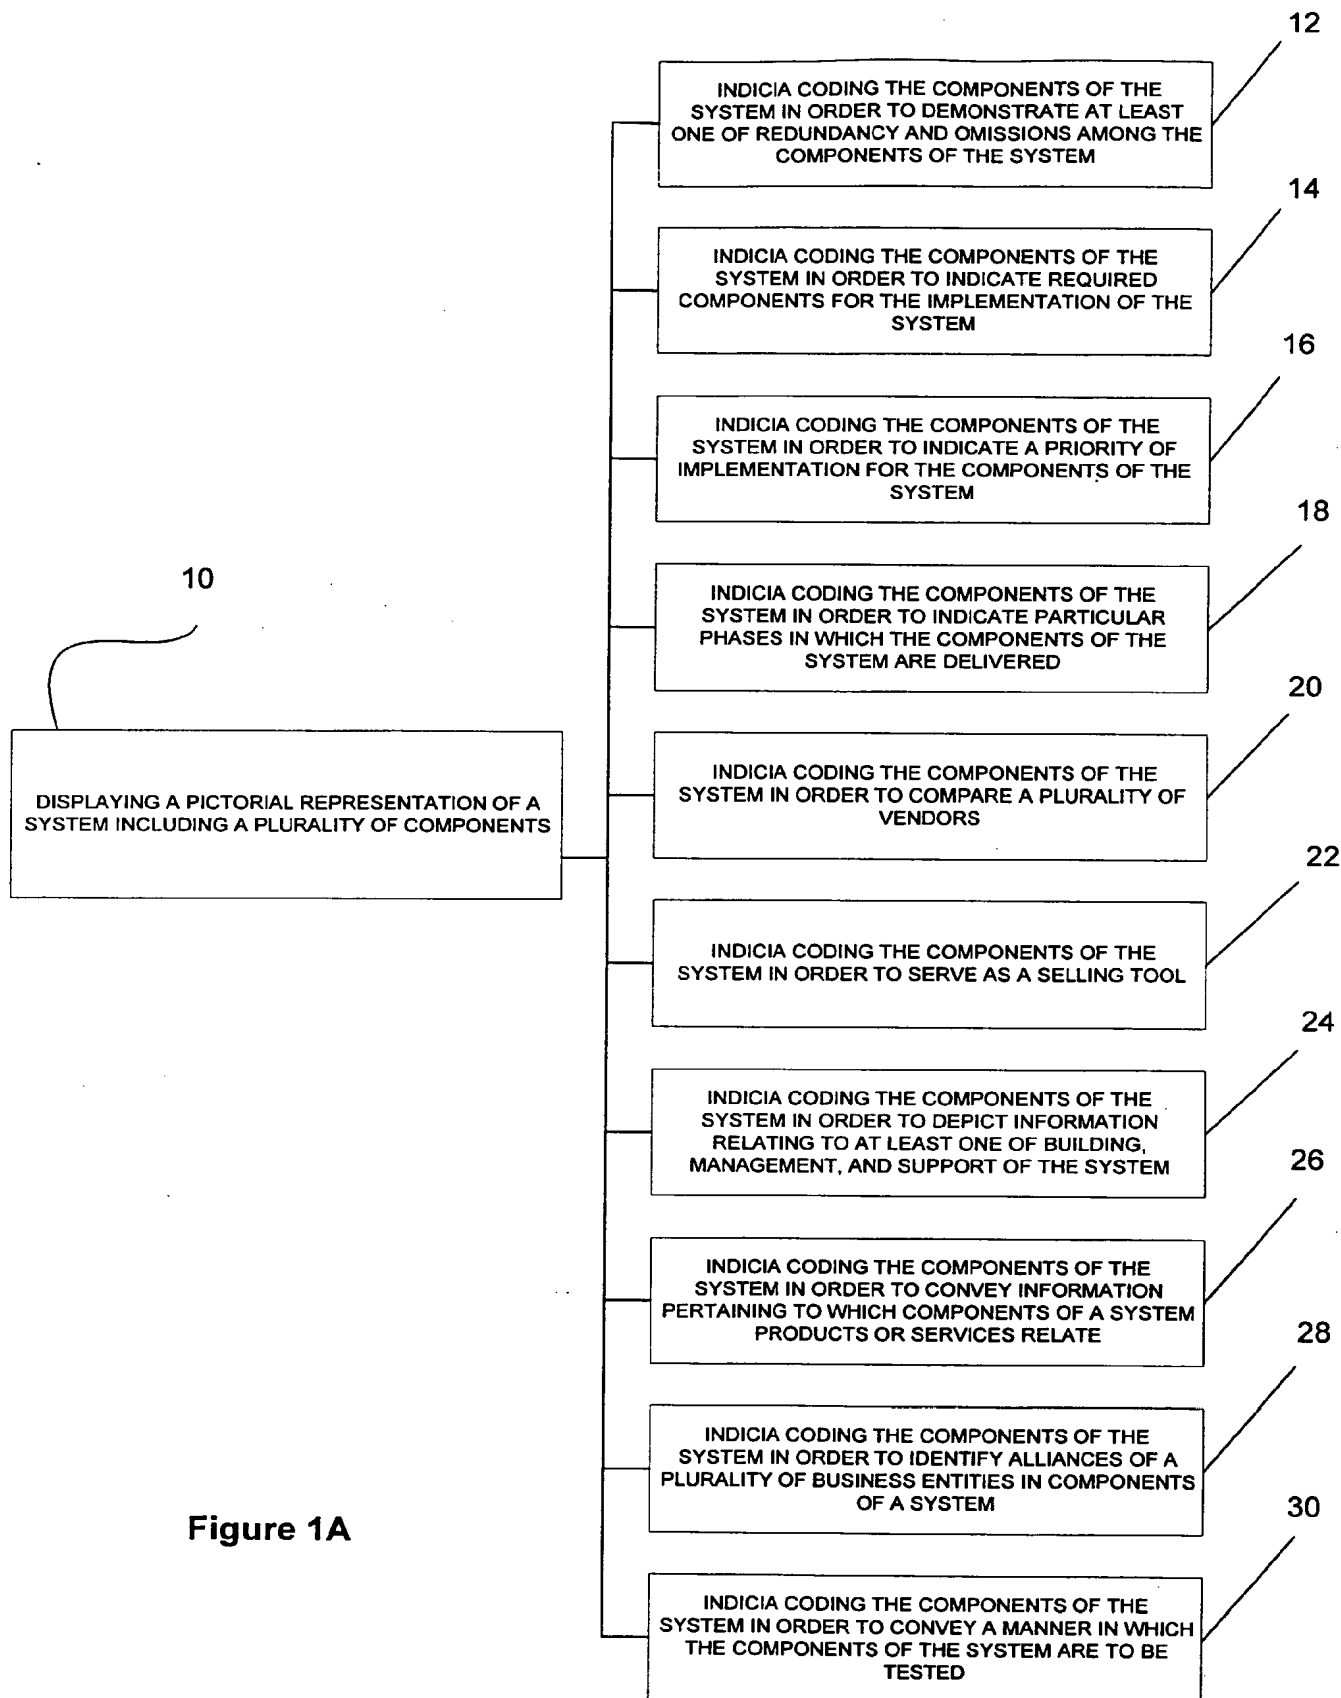 12
INDICIA CODING THE COMPONENTS OF THE
SYSTEM IN ORDER TO DEMONSTRATE AT LEAST
ONE OF REDUNDANCY AND OMISSIONS AMONG THE
COMPONENTS OF THE SYSTEM
14
INDICIA CODING THE COMPONENTS OF THE
SYSTEM IN ORDER TO INDICATE REQUIRED
COMPONENTS FOR THE IMPLEMENTATION OF THE
SYSTEM
16
INDICIA CODING THE COMPONENTS OF THE
SYSTEM IN ORDER TO INDICATE A PRIORITY OF
IMPLEMENTATION FOR THE COMPONENTS OF THE
SYSTEM
18
INDICIA CODING THE COMPONENTS OF THE
SYSTEM IN ORDER TO INDICATE PARTICULAR
PHASES IN WHICH THE COMPONENTS OF THE
SYSTEM ARE DELIVERED
10
DISPLAYING A PICTORIAL REPRESENTATION OF A
SYSTEM INCLUDING A PLURALITY OF COMPONENTS
20
INDICIA CODING THE COMPONENTS OF THE
SYSTEM IN ORDER TO COMPARE A PLURALITY OF
VENDORS
22
INDICIA CODING THE COMPONENTS OF THE
SYSTEM IN ORDER TO SERVE AS A SELLING TOOL
24
INDICIA CODING THE COMPONENTS OF THE
SYSTEM IN ORDER TO DEPICT INFORMATION
RELATING TO AT LEAST ONE OF BUILDING,
MANAGEMENT, AND SUPPORT OF THE SYSTEM
26
INDICIA CODING THE COMPONENTS OF THE
SYSTEM IN ORDER TO CONVEY INFORMATION
PERTAINING TO WHICH COMPONENTS OF A SYSTEM
PRODUCTS OR SERVICES RELATE
28
INDICIA CODING THE COMPONENTS OF THE
SYSTEM IN ORDER TO IDENTIFY ALLIANCES OF A
PLURALITY OF BUSINESS ENTITIES IN COMPONENTS
OF A SYSTEM
30
INDICIA CODING THE COMPONENTS OF THE
SYSTEM IN ORDER TO CONVEY A MANNER IN WHICH
THE COMPONENTS OF THE SYSTEM ARE TO BE
TESTED
Figure 1A